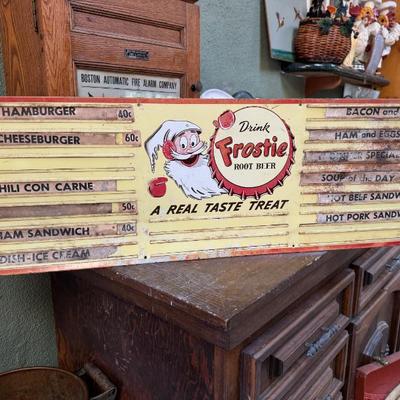 BOSTON AUTOMATIC FIRE ALARM COMPANY
HAMBURGER 40c
CHEESEBURGER 60c
HILI CON CARNE
50c
HAM SANDWICH 40c
DISH-ICE CREAM
Drink
Frostie
ROOT BEER
A REAL TASTE TREAT
BACON and
HAM and EGGS
SPECIAL
SOUP of the DAY
HOT BEEF SANDW
HOT PORK SANDW